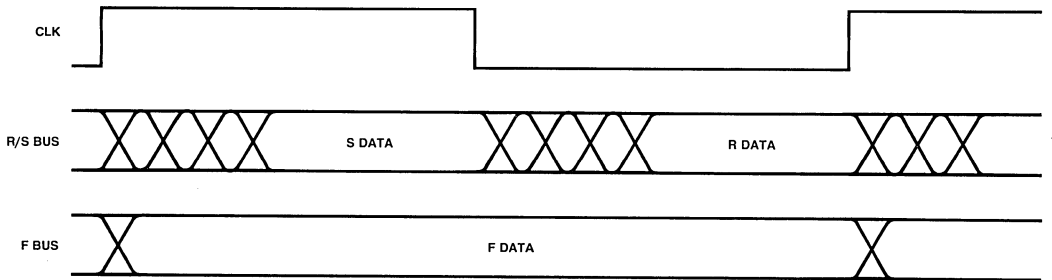 CLK
R/S BUS
S DATA
R DATA
F BUS
F DATA